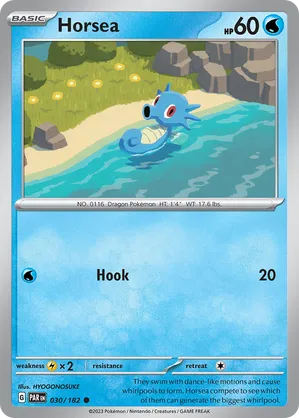 BASIC
Horsea
HP 60
NO. 0116 Dragon Pokémon HT: 1'4" WT: 17.6 lbs.
Hook 20
weakness ×2 resistance retreat
Illus. HYOGONOSUKE
G PAR EN 030/182
They swim with dance-like motions and cause
whirlpools to form. Horsea compete to see which
of them can generate the biggest whirlpool.
©2023 Pokémon / Nintendo / Creatures / GAME FREAK